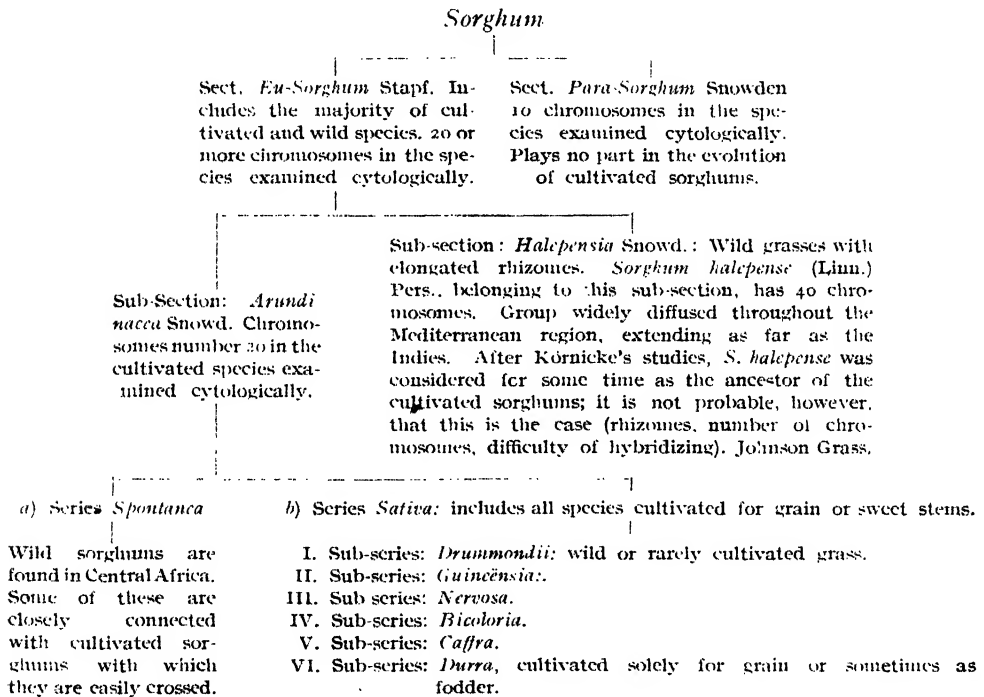 Sorghum
Sect. Eu-Sorghum Stapf. In-
cludes the majority of cul-
tivated and wild species. 20 or
more chromosomes in the spe-
cies examined cytologically.
Sect. Para-Sorghum Snowden
10 chromosomes in the spe-
cies examined cytologically.
Plays no part in the evolution
of cultivated sorghums.
Sub-Section: Arundi
nacea Snowd. Chromo-
somes number 20 in the
cultivated species exa-
mined cytologically.
Sub-section: Halepensia Snowd.: Wild grasses with
elongated rhizomes. Sorghum halepense (Linn.)
Pers., belonging to this sub-section, has 40 chro-
mosomes. Group widely diffused throughout the
Mediterranean region, extending as far as the
Indies. After Körnicke's studies, S. halepense was
considered for some time as the ancestor of the
cultivated sorghums; it is not probable, however,
that this is the case (rhizomes, number of chro-
mosomes, difficulty of hybridizing). Johnson Grass.
a) Series Spontanea
Wild sorghums are
found in Central Africa.
Some of these are
closely connected
with cultivated sor-
ghums with which
they are easily crossed.
b) Series Sativa: includes all species cultivated for grain or sweet stems.
I. Sub-series: Drummondii: wild or rarely cultivated grass.
II. Sub-series: Guineënsia:.
III. Sub series: Nervosa.
IV. Sub-series: Bicoloria.
V. Sub-series: Caffra.
VI. Sub-series: Durra, cultivated solely for grain or sometimes as
fodder.